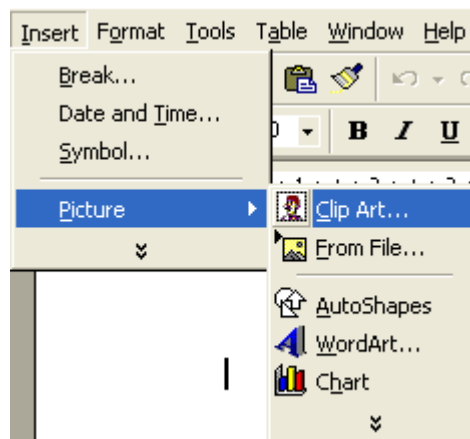 Insert Format Tools Table Window Help
Break...
Date and Time...
Symbol...
B I U
Picture
Clip Art...
From File...
AutoShapes
WordArt...
Chart